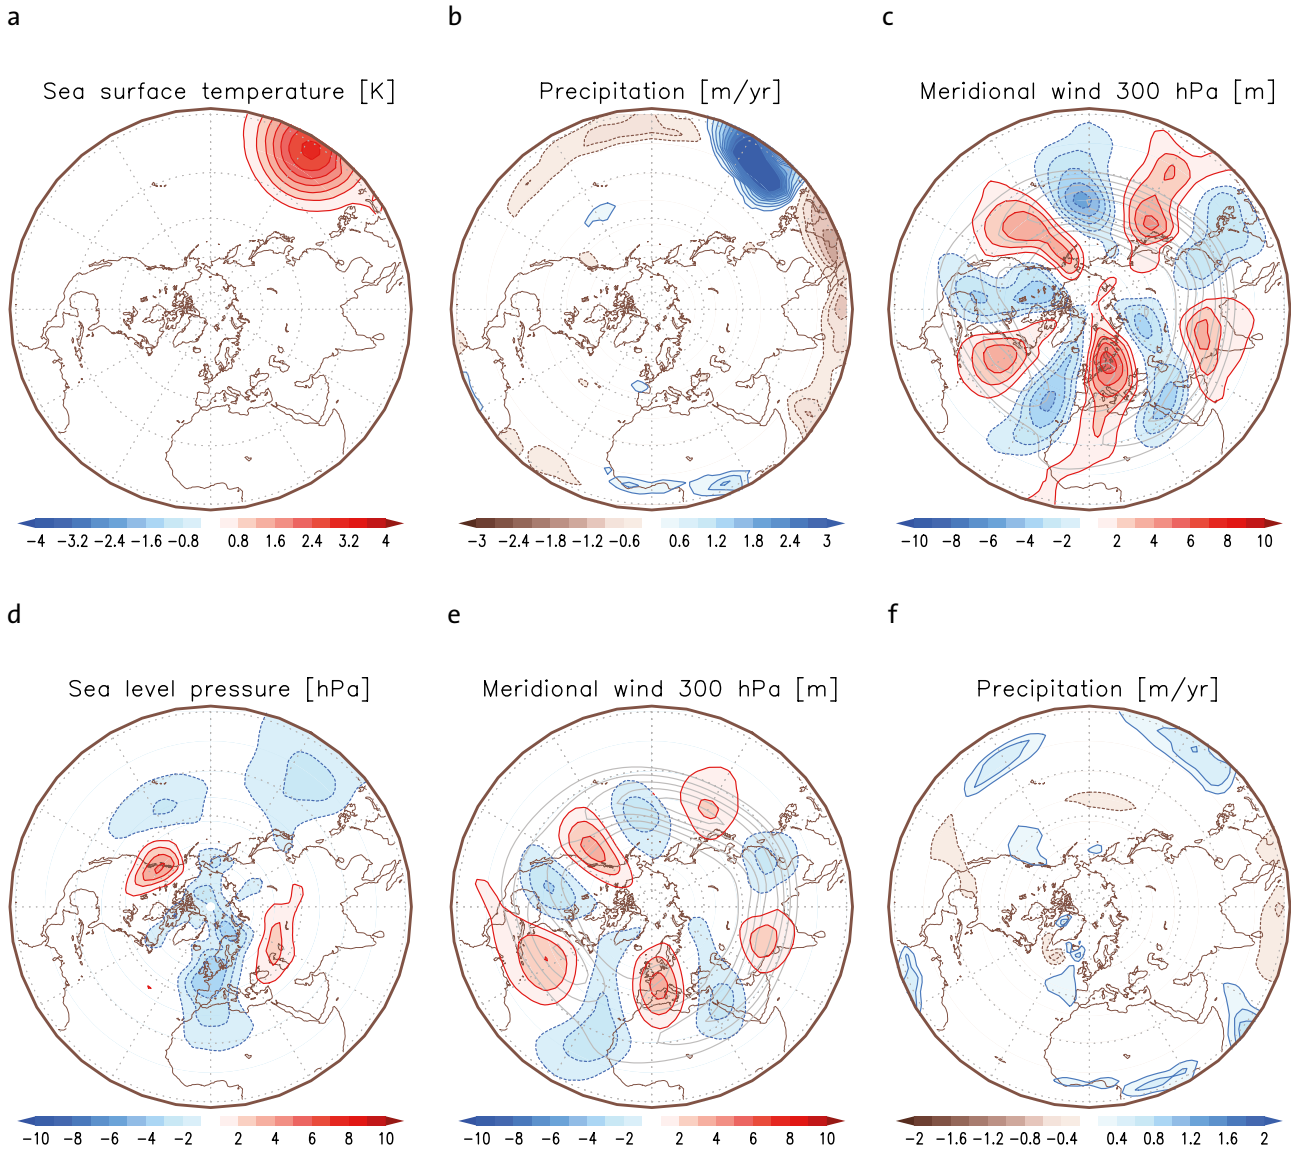 a
b
c
Sea surface temperature [K]
Precipitation [m/yr]
Meridional wind 300 hPa [m]
−4 −3.2 −2.4 −1.6 −0.8 0.8 1.6 2.4 3.2 4
−3 −2.4 −1.8 −1.2 −0.6 0.6 1.2 1.8 2.4 3
−10 −8 −6 −4 −2 2 4 6 8 10
d
e
f
Sea level pressure [hPa]
Meridional wind 300 hPa [m]
Precipitation [m/yr]
−10 −8 −6 −4 −2 2 4 6 8 10
−10 −8 −6 −4 −2 2 4 6 8 10
−2 −1.6 −1.2 −0.8 −0.4 0.4 0.8 1.2 1.6 2